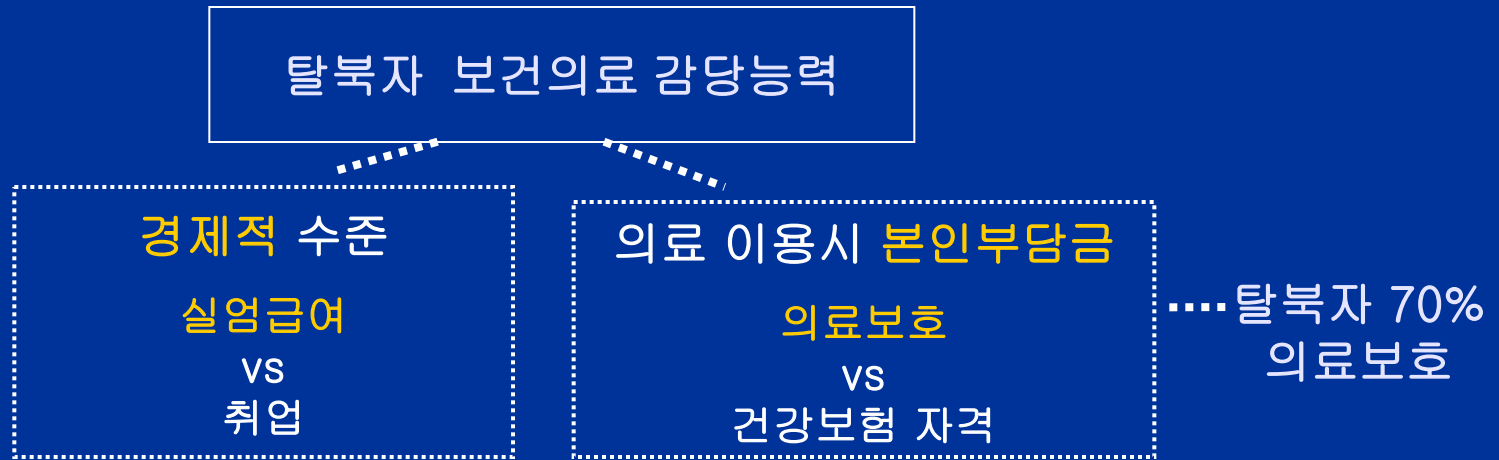 탈북자 보건의료 감당능력
경제적 수준
실엄급여
vs
취업
의료 이용시 본인부담금
의료보호
vs
건강보험 자격
....탈북자 70%
의료보호